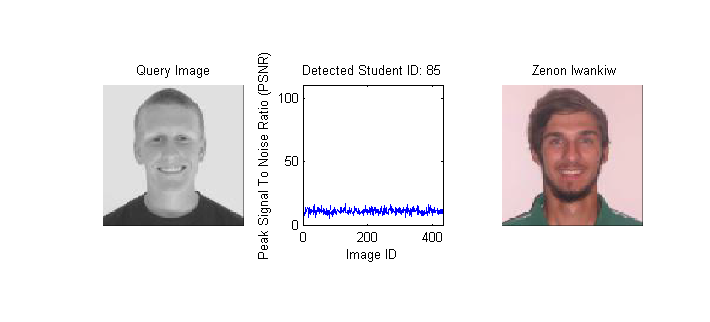 Query Image
Detected Student ID: 85
Zenon Iwankiw
Peak Signal To Noise Ratio (PSNR)
100
50
0
0
200
400
Image ID